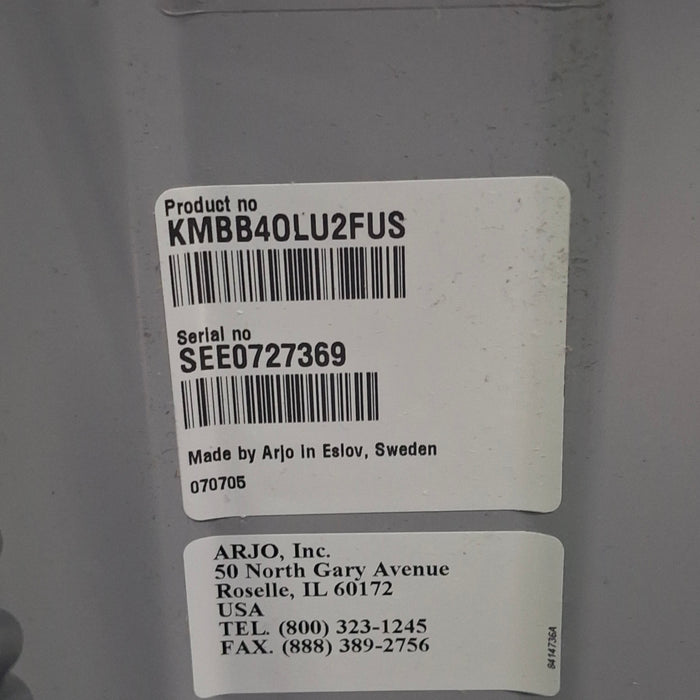 Product no
KMBB40LU2FUS
Serial no
SEE0727369
Made by Arjo in Eslov, Sweden
070705
ARJO, Inc.
50 North Gary Avenue
Roselle, IL 60172
USA
TEL. (800) 323-1245
FAX. (888) 389-2756
8414736A